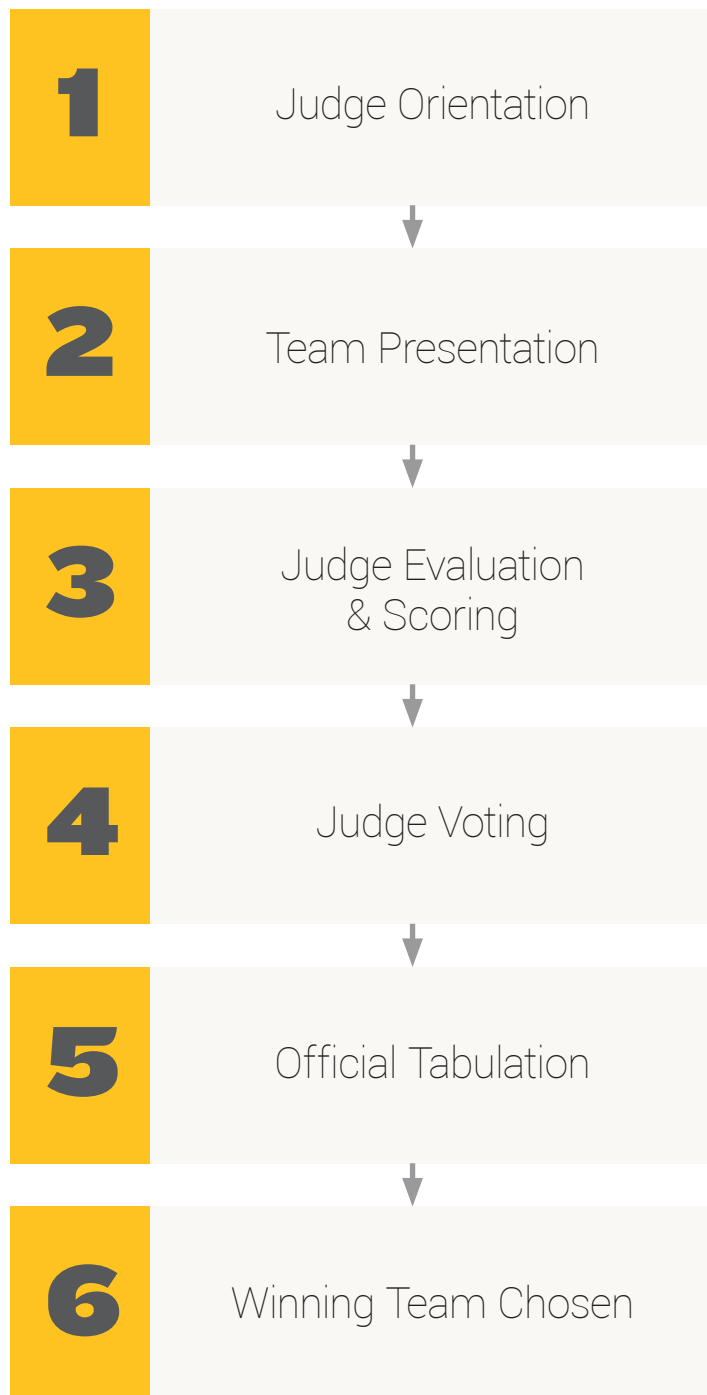 1
Judge Orientation
2
Team Presentation
3
Judge Evaluation
& Scoring
4
Judge Voting
5
Official Tabulation
6
Winning Team Chosen